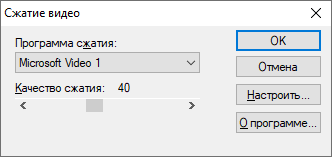 Сжатие видео
Программа сжатия:
Microsoft Video 1
Качество сжатия: 40
OK
Отмена
Настроить...
О программе...